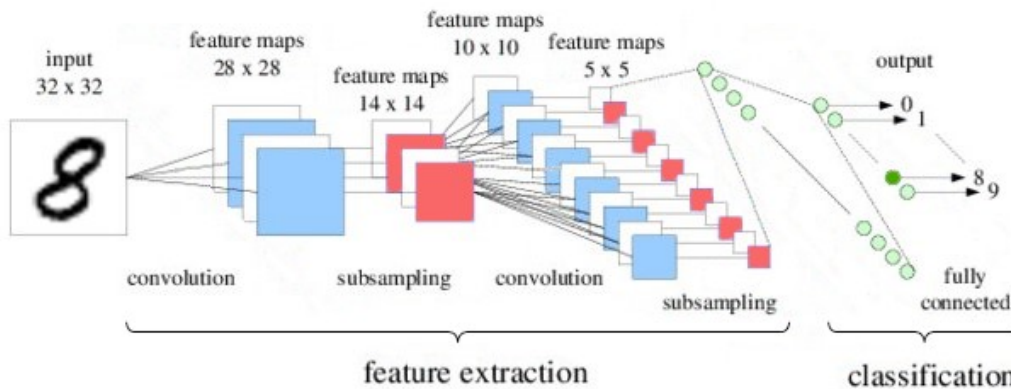 input
32 x 32
feature maps
28 x 28
feature maps
14 x 14
feature maps
10 x 10
feature maps
5 x 5
output
0
1
8
9
8
convolution
subsampling
convolution
subsampling
fully
connected
feature extraction
classification